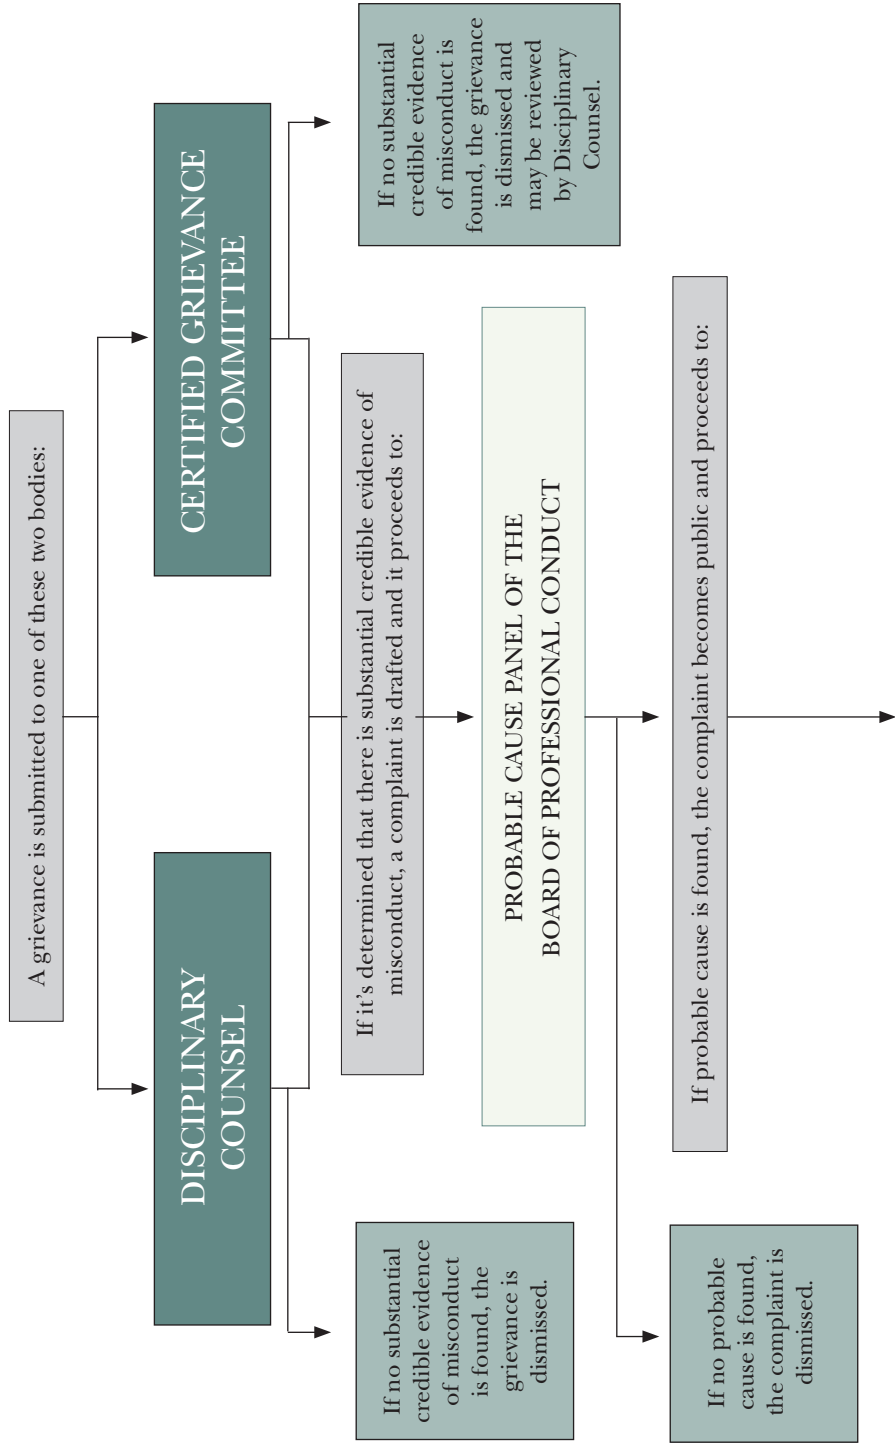 A grievance is submitted to one of these two bodies:
DISCIPLINARY
COUNSEL
CERTIFIED GRIEVANCE
COMMITTEE
If no substantial
credible evidence
of misconduct
is found, the
grievance is
dismissed.
If it's determined that there is substantial credible evidence of
misconduct, a complaint is drafted and it proceeds to:
If no substantial
credible evidence
of misconduct is
found, the grievance
is dismissed and
may be reviewed
by Disciplinary
Counsel.
PROBABLE CAUSE PANEL OF THE
BOARD OF PROFESSIONAL CONDUCT
If no probable
cause is found,
the complaint is
dismissed.
If probable cause is found, the complaint becomes public and proceeds to: